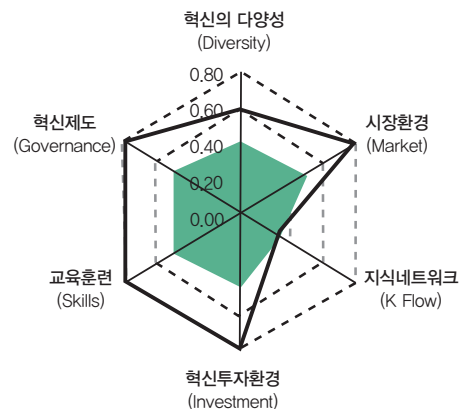 혁신의 다양성
(Diversity)
0.80
0.60
0.40
0.20
0.00
혁신제도
(Governance)
시장환경
(Market)
교육훈련
(Skills)
지식네트워크
(K Flow)
혁신투자환경
(Investment)